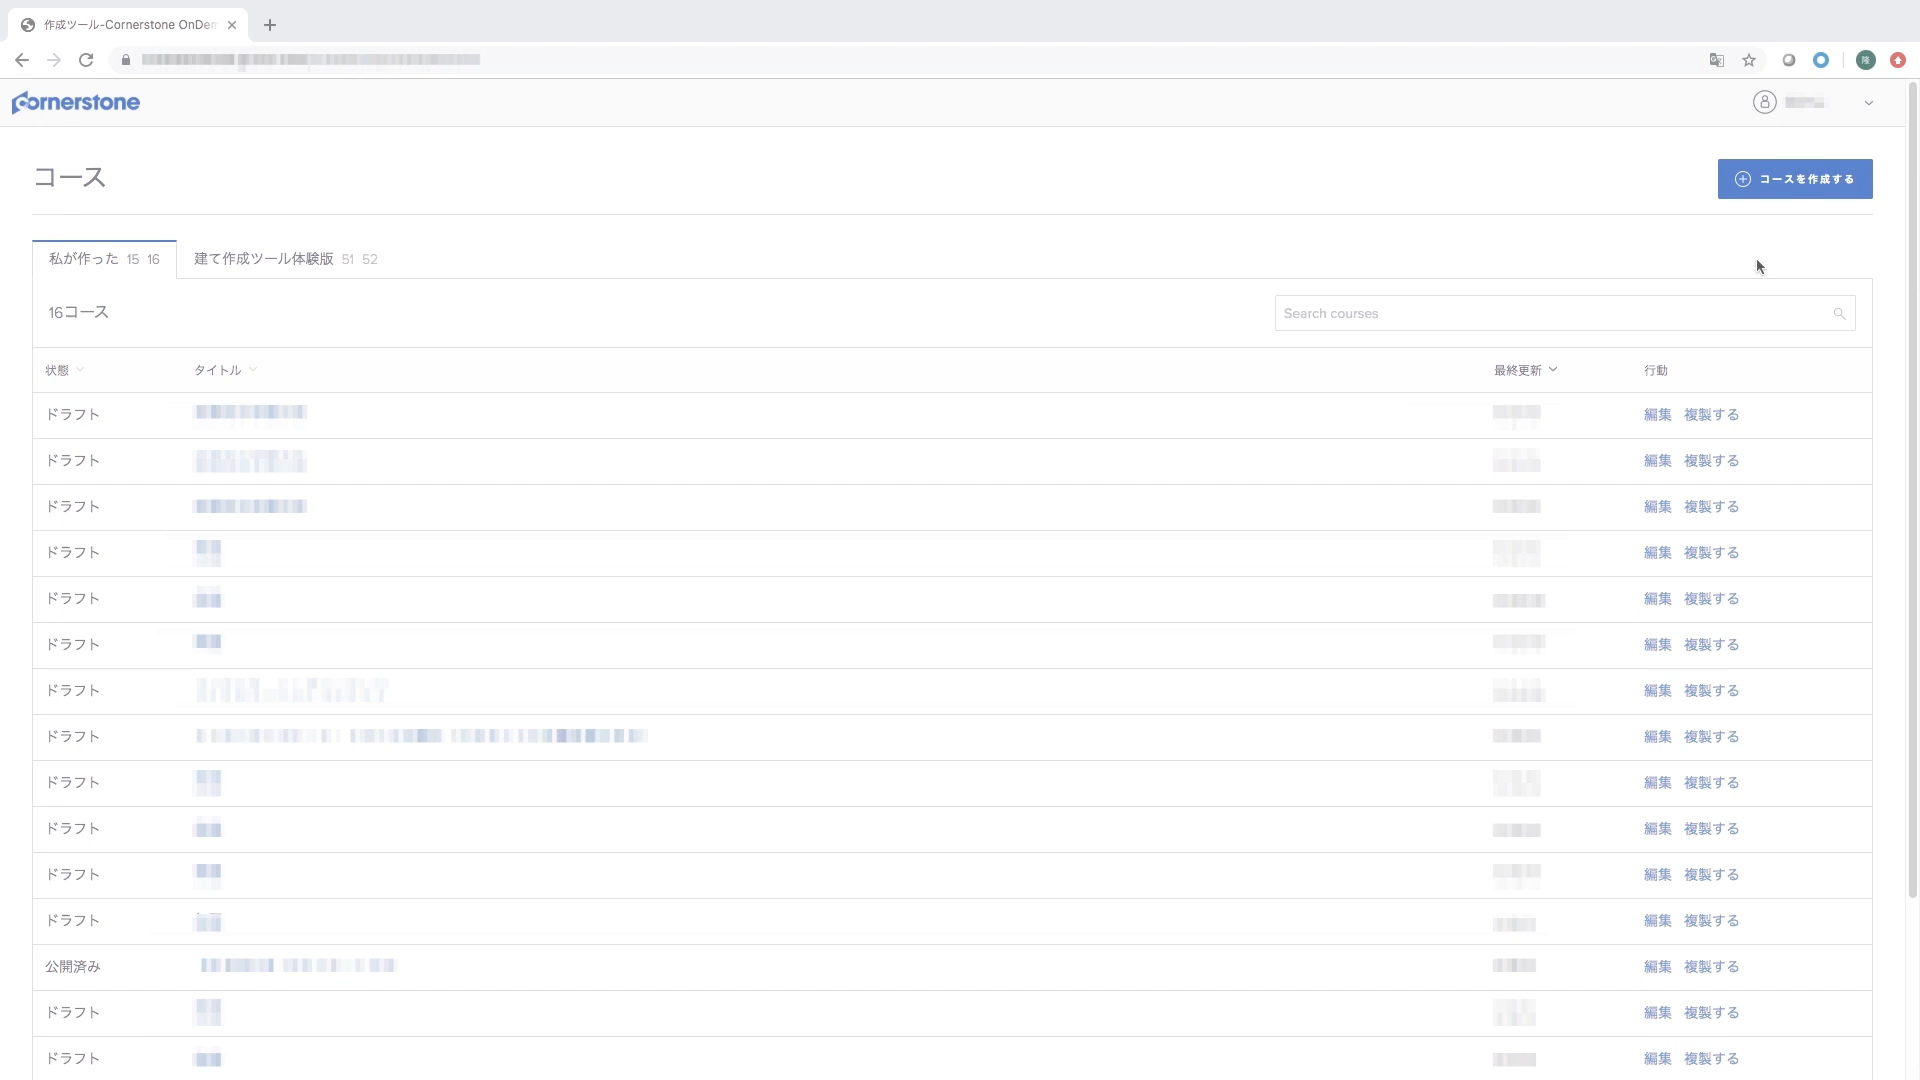 作成ツール-Cornerstone OnDem
隆
Cornerstone
コース
コースを作成する
私が作った 15 16
建て作成ツール体験版 51 52
16コース
Search courses
状態 タイトル 最終更新 行動
ドラフト 編集 複製する
ドラフト 編集 複製する
ドラフト 編集 複製する
ドラフト 編集 複製する
ドラフト 編集 複製する
ドラフト 編集 複製する
ドラフト 編集 複製する
ドラフト 編集 複製する
ドラフト 編集 複製する
ドラフト 編集 複製する
ドラフト 編集 複製する
ドラフト 編集 複製する
公開済み 編集 複製する
ドラフト 編集 複製する
ドラフト 編集 複製する